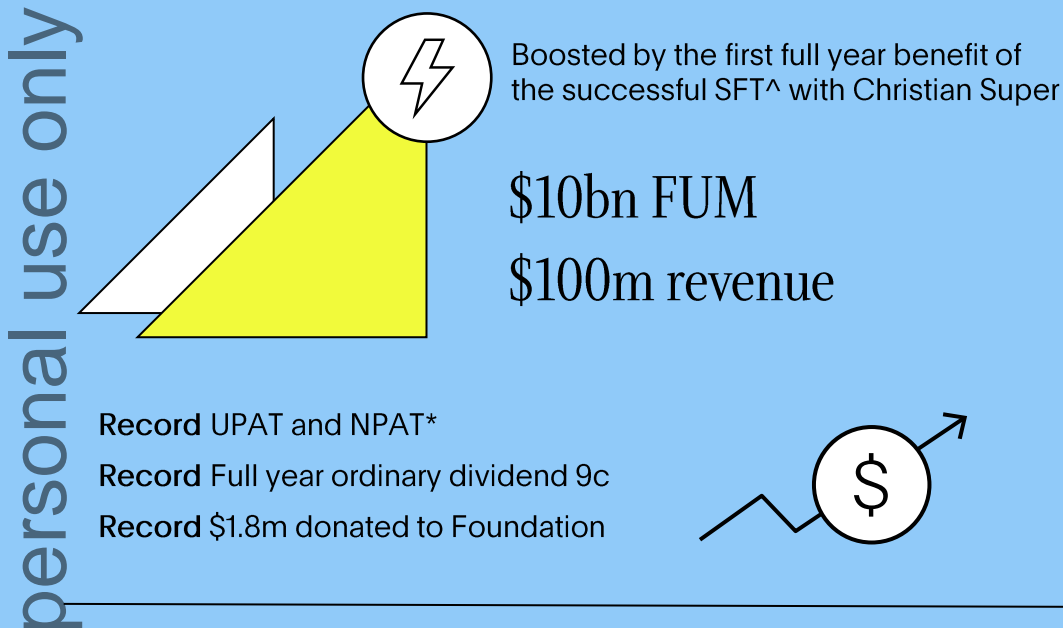 Boosted by the first full year benefit of
the successful SFT^ with Christian Super
$10bn FUM
$100m revenue
Record UPAT and NPAT*
Record Full year ordinary dividend 9c
Record $1.8m donated to Foundation
$
personal use only